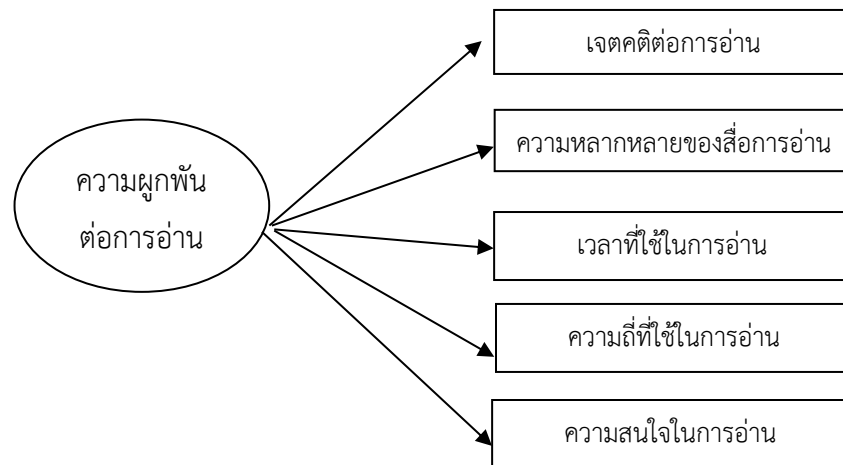 ความผูกพัน
ต่อการอ่าน
เจตคติต่อการอ่าน
ความหลากหลายของสื่อการอ่าน
เวลาที่ใช้ในการอ่าน
ความถี่ที่ใช้ในการอ่าน
ความสนใจในการอ่าน